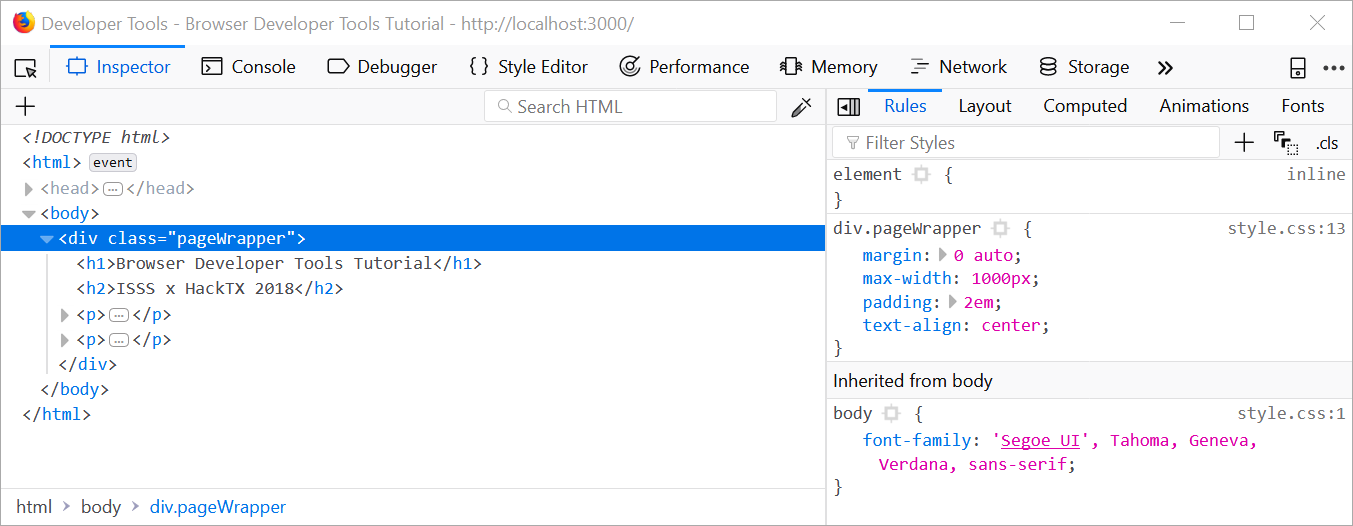 Developer Tools - Browser Developer Tools Tutorial - http://localhost:3000/
Inspector Console Debugger { } Style Editor Performance Memory Network Storage » •••
+ Search HTML
<!DOCTYPE html>
<html> event
<head>…</head>
<body>
<div class="pageWrapper">
<h1>Browser Developer Tools Tutorial</h1>
<h2>ISSS x HackTX 2018</h2>
<p>…</p>
<p>…</p>
</div>
</body>
</html>
html > body > div.pageWrapper
Rules Layout Computed Animations Fonts
Filter Styles + .cls
element { inline
}
div.pageWrapper { style.css:13
margin: 0 auto;
max-width: 1000px;
padding: 2em;
text-align: center;
}
Inherited from body
body { style.css:1
font-family: 'Segoe UI', Tahoma, Geneva,
Verdana, sans-serif;
}